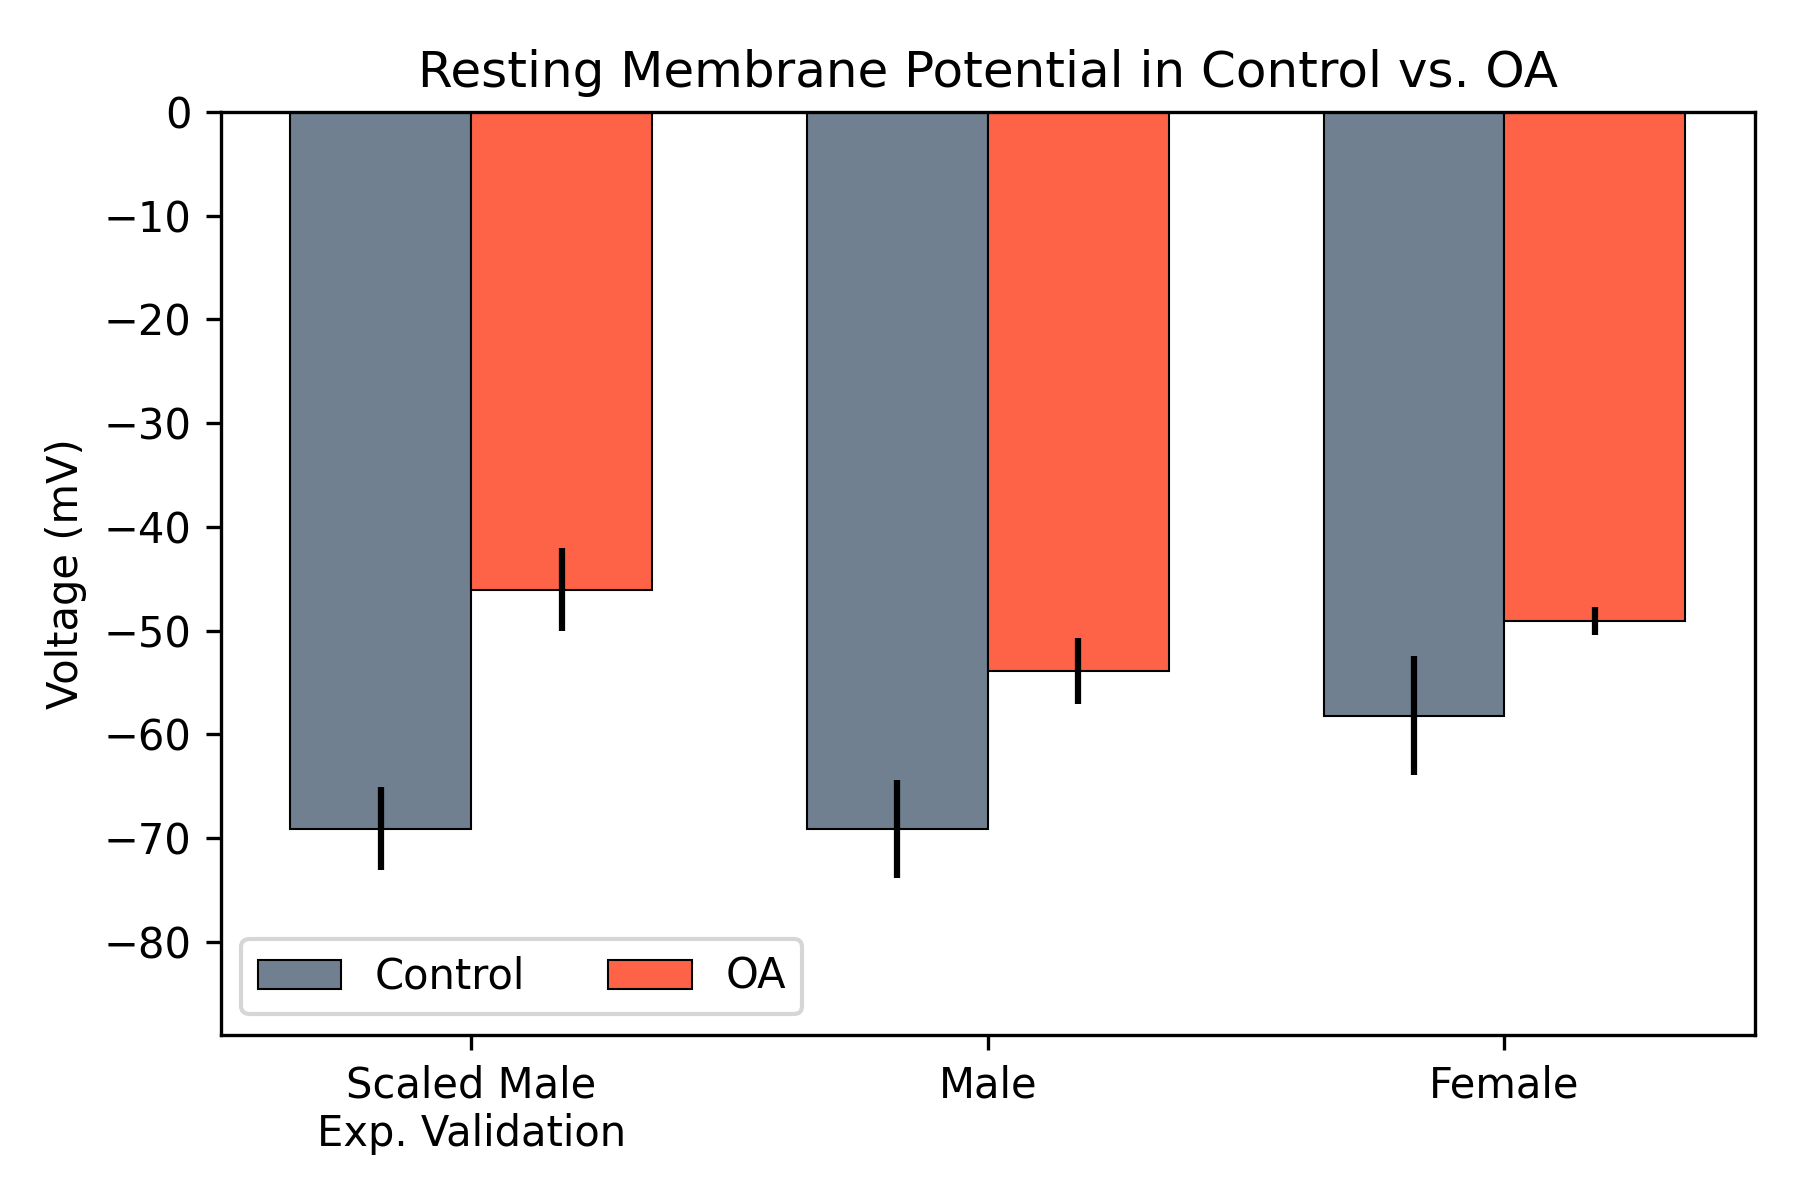 Resting Membrane Potential in Control vs. OA
0
−10
−20
−30
−40
−50
−60
−70
−80
Voltage (mV)
Control
OA
Scaled Male
Exp. Validation
Male
Female